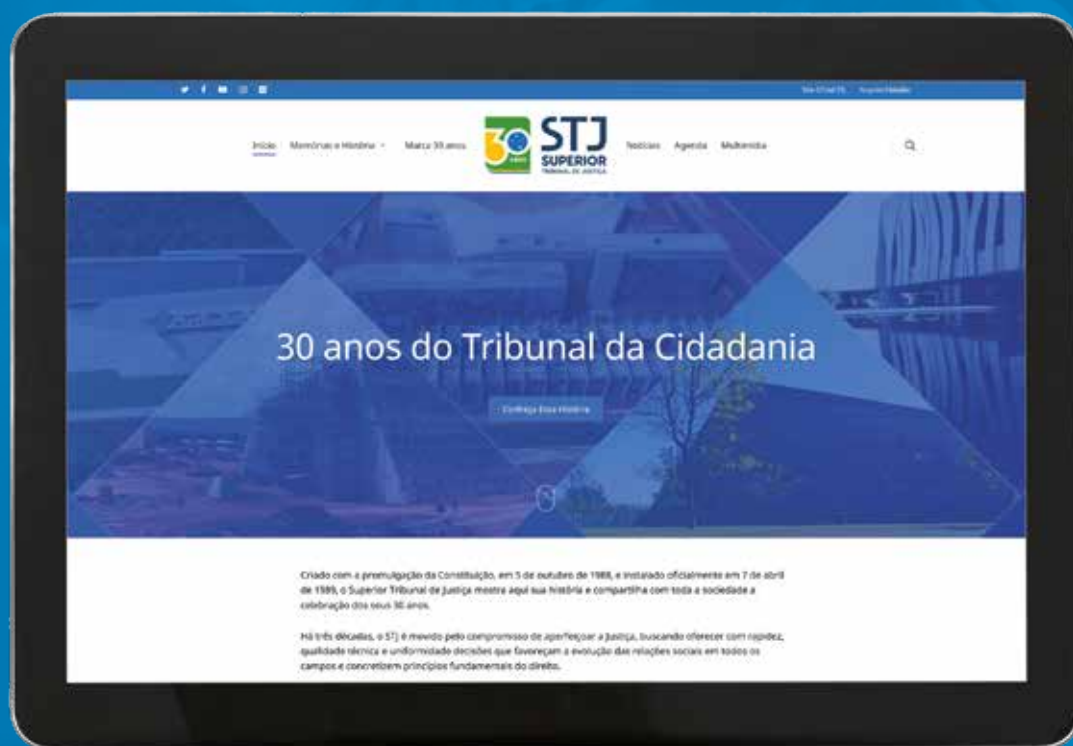 Início Memórias e História Marca 30 anos
30
STJ
SUPERIOR
TRIBUNAL DE JUSTIÇA
Notícias Agenda Multimídia
30 anos do Tribunal da Cidadania
Conheça Essa História
Criado com a promulgação da Constituição, em 5 de outubro de 1988, e instalado oficialmente em 7 de abril
de 1989, o Superior Tribunal de Justiça mostra aqui sua história e compartilha com toda a sociedade a
celebração dos seus 30 anos.
Há três décadas, o STJ é movido pelo compromisso de aperfeiçoar a Justiça, buscando oferecer com rapidez,
qualidade técnica e uniformidade decisões que favoreçam a evolução das relações sociais em todos os
campos e concretizem princípios fundamentais do direito.